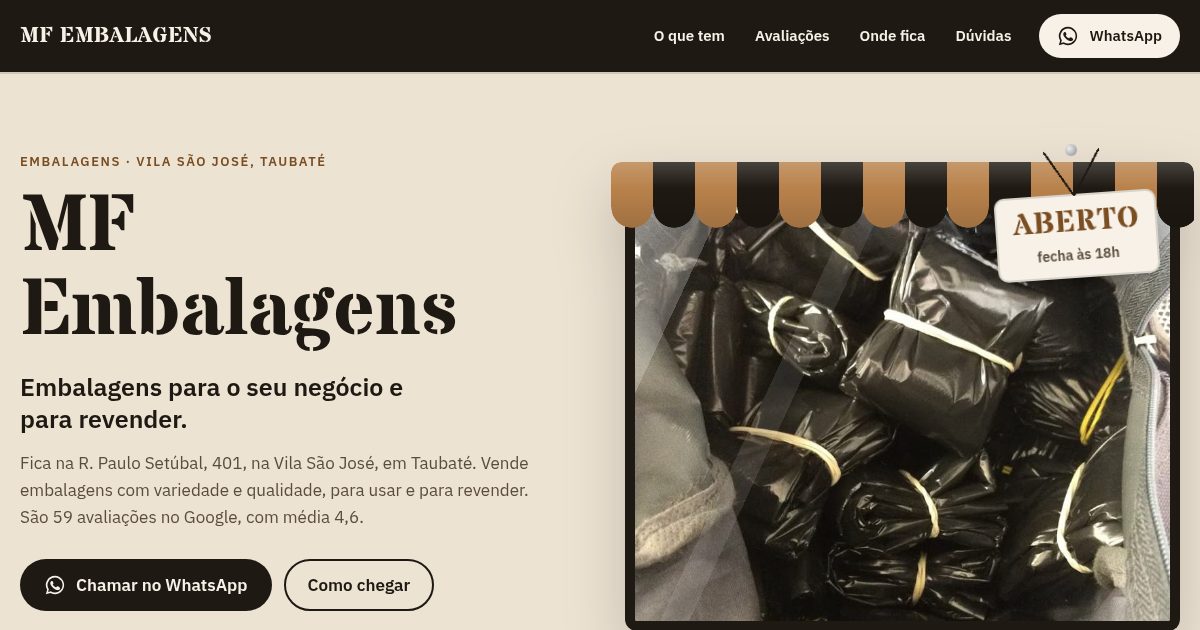 MF EMBALAGENS
O que tem
Avaliações
Onde fica
Dúvidas
WhatsApp
EMBALAGENS · VILA SÃO JOSÉ, TAUBATÉ
MF
Embalagens
Embalagens para o seu negócio e
para revender.
Fica na R. Paulo Setúbal, 401, na Vila São José, em Taubaté. Vende
embalagens com variedade e qualidade, para usar e para revender.
São 59 avaliações no Google, com média 4,6.
Chamar no WhatsApp
Como chegar
ABERTO
fecha às 18h